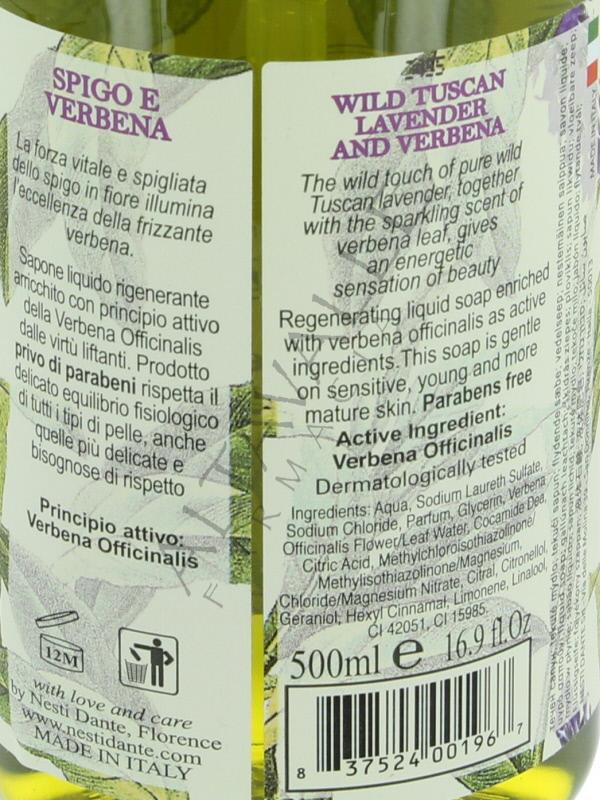 SPIGO E
VERBENA
La forza vitale e spigliata
dello spigo in fiore illumina
l'eccellenza della frizzante
verbena.
Sapone liquido rigenerante
arricchito con principio attivo
della Verbena Officinalis
dalle virtù liftanti. Prodotto
privo di parabeni rispetta il
delicato equilibrio fisiologico
di tutti i tipi di pelle, anche
quelle più delicate e
bisognose di rispetto
Principio attivo:
Verbena Officinalis
12M
with love and care
by Nesti Dante, Florence
www.nestidante.com
MADE IN ITALY
WILD TUSCAN
LAVENDER
AND VERBENA
The wild touch of pure wild
Tuscan lavender, together
with the sparkling scent of
verbena leaf, gives
an energetic
sensation of beauty
Regenerating liquid soap enriched
with verbena officinalis as active
ingredients.This soap is gentle
on sensitive, young and more
mature skin. Parabens free
Active Ingredient:
Verbena Officinalis
Dermatologically tested
Ingredients: Aqua, Sodium Laureth Sulfate,
Sodium Chloride, Parfum, Glycerin, Verbena
Officinalis Flower/Leaf Water, Cocamide Dea,
Citric Acid, Methylchloroisothiazolinone/
Methylisothiazolinone/Magnesium,
Chloride/Magnesium Nitrate, Citral, Citronellol,
Geraniol, Hexyl Cinnamal, Limonene, Linalool,
CI 42051, CI 15985.
500ml e 16.9 fl.Oz
8 37524 00196 7
MADE IN ITALY
ALTAIVALLE
FARMACIA